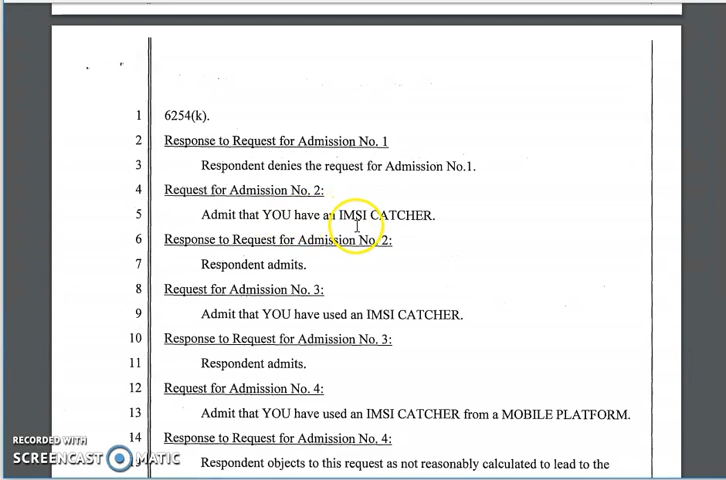 1 6254(k).
2 Response to Request for Admission No. 1
3 Respondent denies the request for Admission No.1.
4 Request for Admission No. 2:
5 Admit that YOU have an IMSI CATCHER.
6 Response to Request for Admission No. 2:
7 Respondent admits.
8 Request for Admission No. 3:
9 Admit that YOU have used an IMSI CATCHER.
10 Response to Request for Admission No. 3:
11 Respondent admits.
12 Request for Admission No. 4:
13 Admit that YOU have used an IMSI CATCHER from a MOBILE PLATFORM.
14 Response to Request for Admission No. 4:
Respondent objects to this request as not reasonably calculated to lead to the
RECORDED WITH
SCREENCAST MATIC